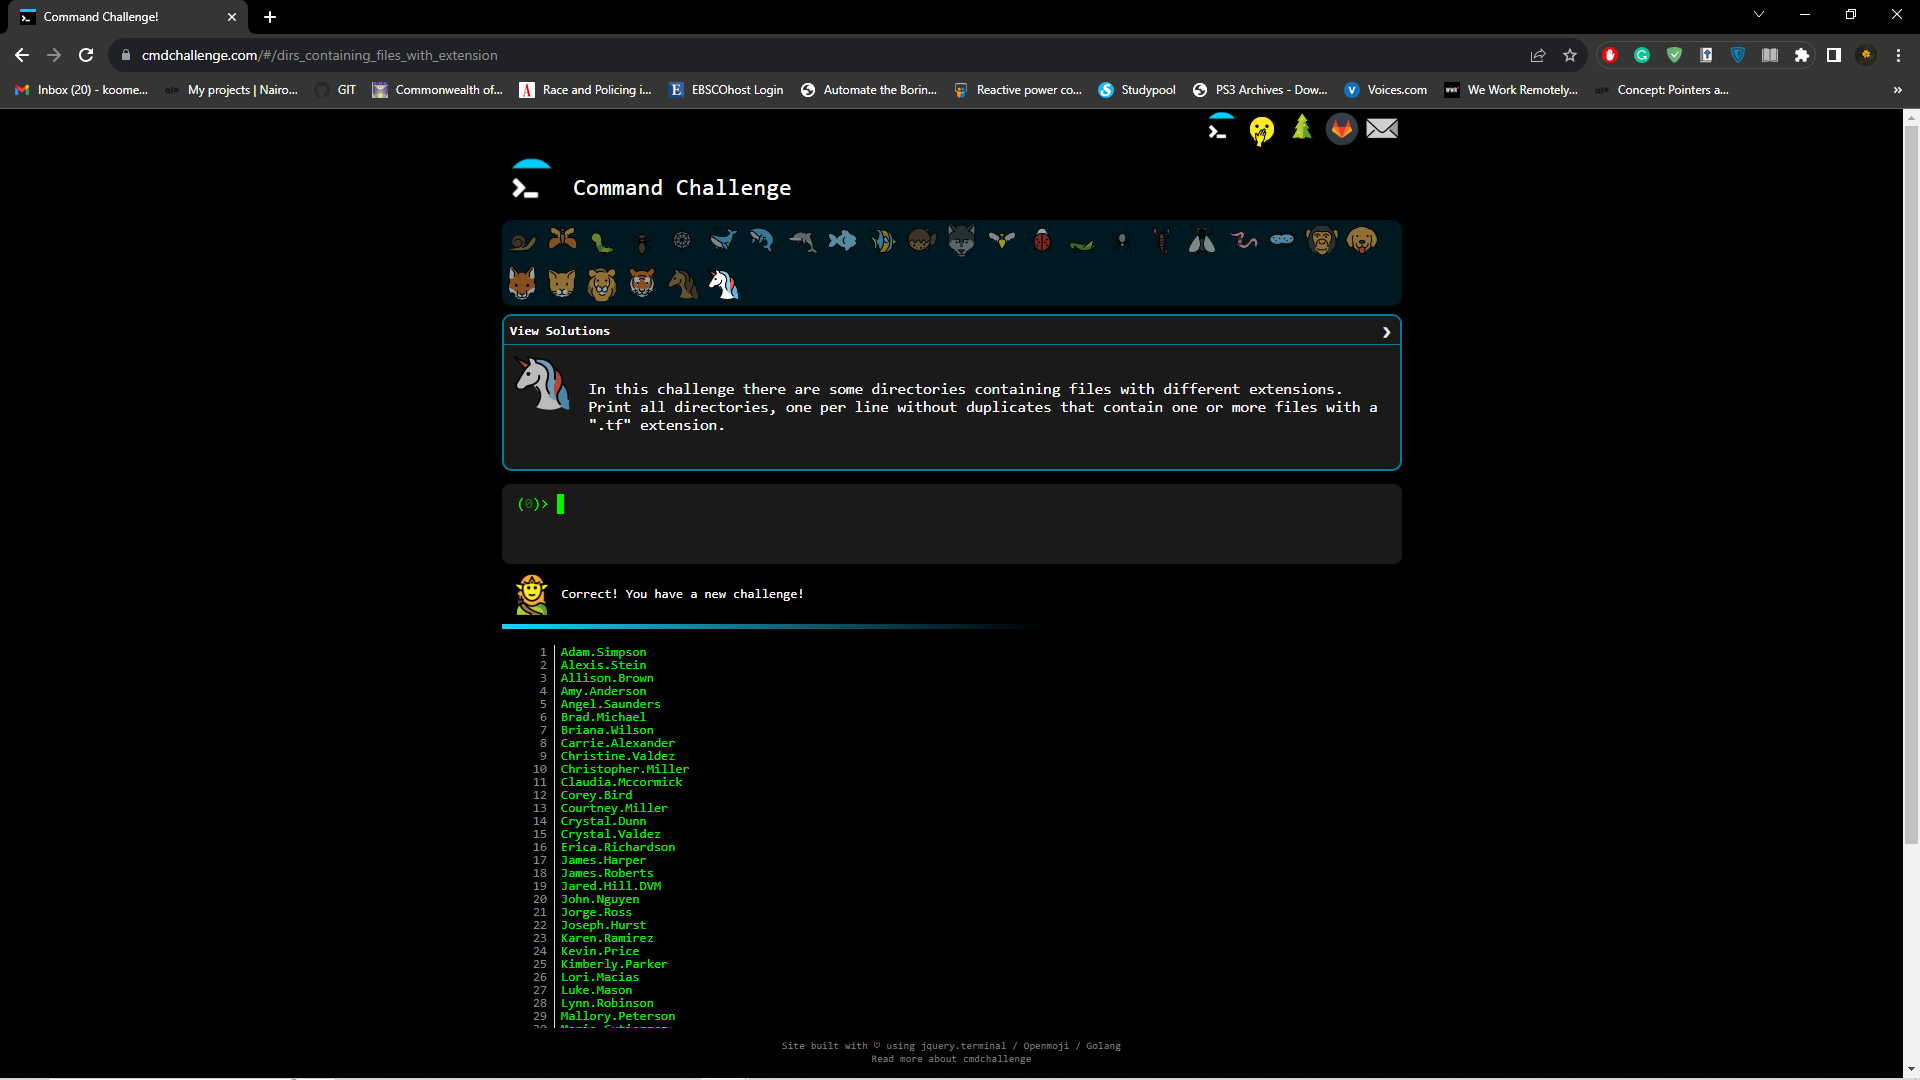 Command Challenge!
cmdchallenge.com/#/dirs_containing_files_with_extension
Inbox (20) - koome...
My projects | Nairo...
GIT
Commonwealth of...
Race and Policing i...
EBSCOhost Login
Automate the Borin...
Reactive power co...
Studypool
PS3 Archives - Dow...
Voices.com
We Work Remotely...
Concept: Pointers a...
»
Command Challenge
View Solutions
In this challenge there are some directories containing files with different extensions.
Print all directories, one per line without duplicates that contain one or more files with a
".tf" extension.
(0)>
Correct! You have a new challenge!
1 Adam.Simpson
2 Alexis.Stein
3 Allison.Brown
4 Amy.Anderson
5 Angel.Saunders
6 Brad.Michael
7 Briana.Wilson
8 Carrie.Alexander
9 Christine.Valdez
10 Christopher.Miller
11 Claudia.Mccormick
12 Corey.Bird
13 Courtney.Miller
14 Crystal.Dunn
15 Crystal.Valdez
16 Erica.Richardson
17 James.Harper
18 James.Roberts
19 Jared.Hill.DVM
20 John.Nguyen
21 Jorge.Ross
22 Joseph.Hurst
23 Karen.Ramirez
24 Kevin.Price
25 Kimberly.Parker
26 Lori.Macias
27 Luke.Mason
28 Lynn.Robinson
29 Mallory.Peterson
Site built with ♡ using jquery.terminal / Openmoji / Golang
Read more about cmdchallenge